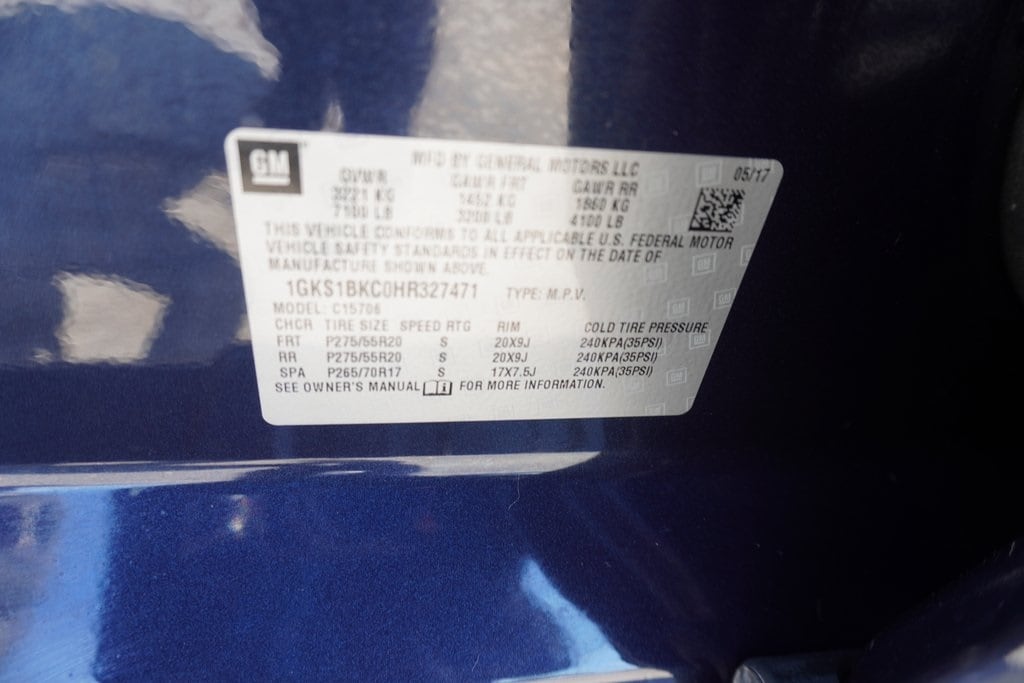 GM
MFD BY GENERAL MOTORS LLC
05/17
GVWR GAWR FRT GAWR RR
3221 KG 1452 KG 1860 KG
7100 LB 3200 LB 4100 LB
THIS VEHICLE CONFORMS TO ALL APPLICABLE U.S. FEDERAL MOTOR
VEHICLE SAFETY STANDARDS IN EFFECT ON THE DATE OF
MANUFACTURE SHOWN ABOVE.
1GKS1BKC0HR327471 TYPE: M.P.V.
MODEL: C15706
CHCR TIRE SIZE SPEED RTG RIM COLD TIRE PRESSURE
FRT P275/55R20 S 20X9J 240KPA(35PSI)
RR P275/55R20 S 20X9J 240KPA(35PSI)
SPA P265/70R17 S 17X7.5J 240KPA(35PSI)
SEE OWNER'S MANUAL FOR MORE INFORMATION.